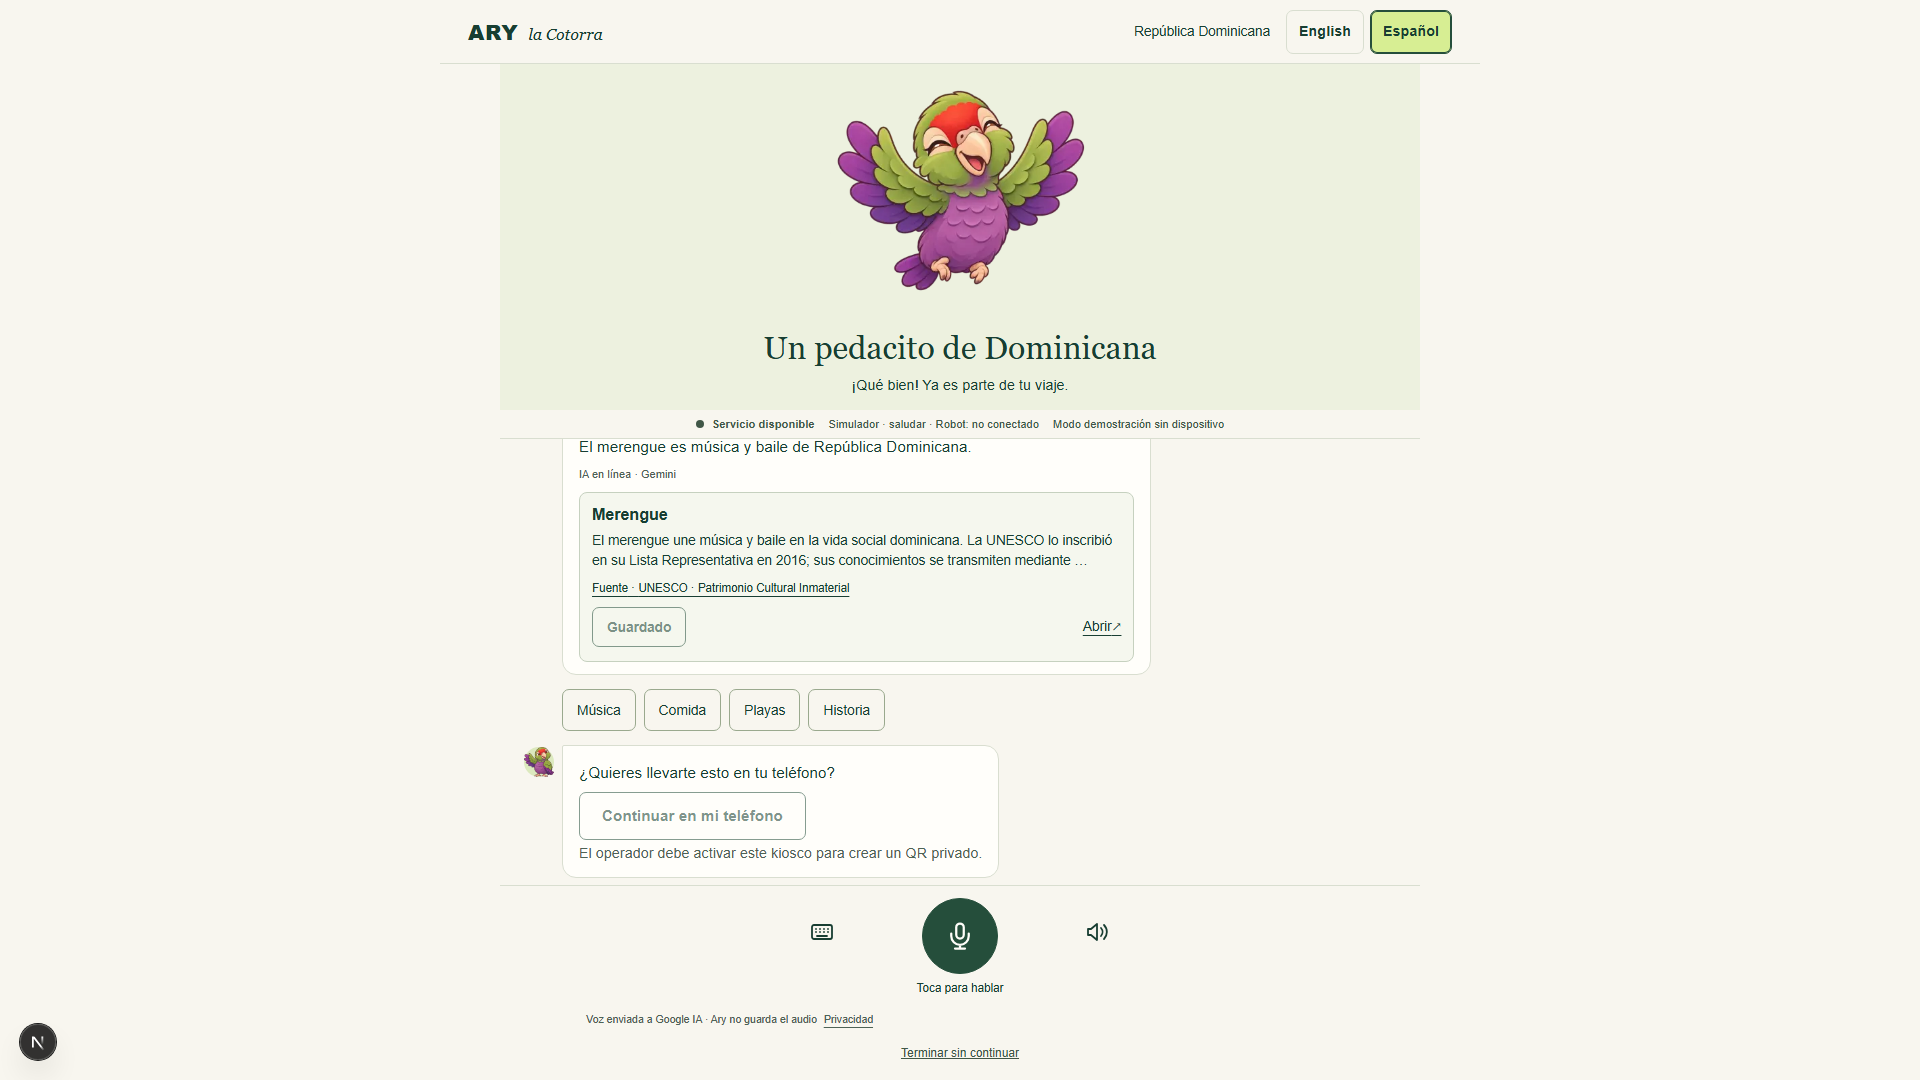 ARY la Cotorra
República Dominicana
English
Español
Un pedacito de Dominicana
¡Qué bien! Ya es parte de tu viaje.
Servicio disponible Simulador · saludar · Robot: no conectado Modo demostración sin dispositivo
El merengue es música y baile de República Dominicana.
IA en línea · Gemini
Merengue
El merengue une música y baile en la vida social dominicana. La UNESCO lo inscribió
en su Lista Representativa en 2016; sus conocimientos se transmiten mediante …
Fuente · UNESCO · Patrimonio Cultural Inmaterial
Guardado
Abrir↗
Música
Comida
Playas
Historia
¿Quieres llevarte esto en tu teléfono?
Continuar en mi teléfono
El operador debe activar este kiosco para crear un QR privado.
Toca para hablar
Voz enviada a Google IA · Ary no guarda el audio Privacidad
Terminar sin continuar
N